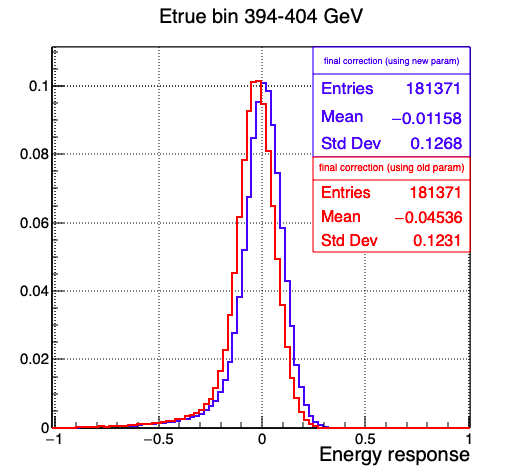 Etrue bin 394-404 GeV
final correction (using new param)
Entries 181371
Mean −0.01158
Std Dev 0.1268
final correction (using old param)
Entries 181371
Mean −0.04536
Std Dev 0.1231
0.1
0.08
0.06
0.04
0.02
0
−1 −0.5 0 0.5 1
Energy response